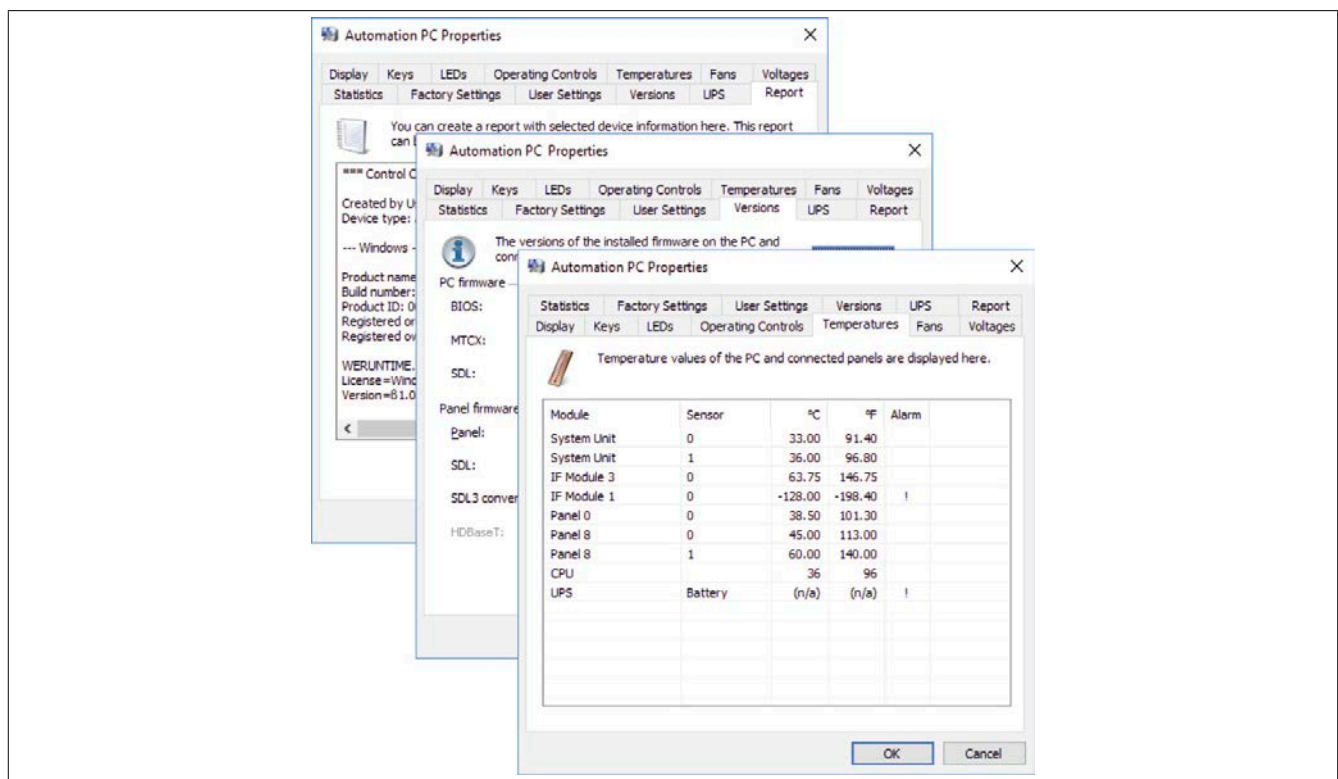 Automation PC Properties
Display Keys LEDs Operating Controls Temperatures Fans Voltages
Statistics Factory Settings User Settings Versions UPS Report
You can create a report with selected device information here. This report
can
*** Control
Created by
Device type:
--- Windows -
Product name
Build number:
Product ID:
Registered or
Registered
WERUNTIME.
Automation PC Properties
Display Keys LEDs Operating Controls Temperatures Fans Voltages
Statistics Factory Settings User Settings Versions UPS Report
The versions of the installed firmware on the PC and
PC firmware
BIOS:
MTCX:
SDL:
Panel firmware
Panel:
SDL:
SDL3 conver
HDBaseT:
Automation PC Properties
Statistics Factory Settings User Settings Versions UPS Report
Display Keys LEDs Operating Controls Temperatures Fans Voltages
Temperature values of the PC and connected panels are displayed here.
Module Sensor °C °F Alarm
System Unit 0 33.00 91.40
System Unit 1 36.00 96.80
IF Module 3 0 63.75 146.75
IF Module 1 0 -128.00 -198.40 !
Panel 0 0 38.50 101.30
Panel 8 0 45.00 113.00
Panel 8 1 60.00 140.00
CPU 36 96
UPS Battery (n/a) (n/a) !
OK Cancel